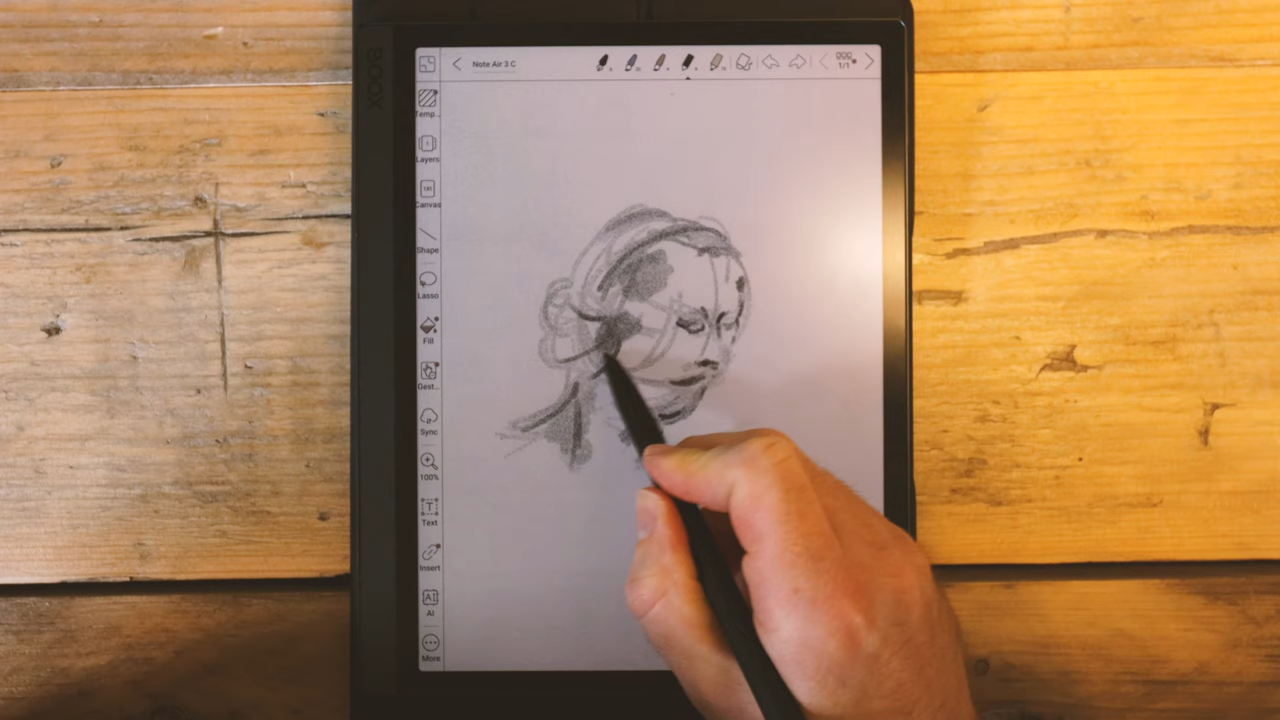 BOOX
Note Air 3 C
1/1
Temp..
Layers
Canvas
Shape
Lasso
Fill
Gest..
Sync
100%
T
Text
Insert
AI
AI
More